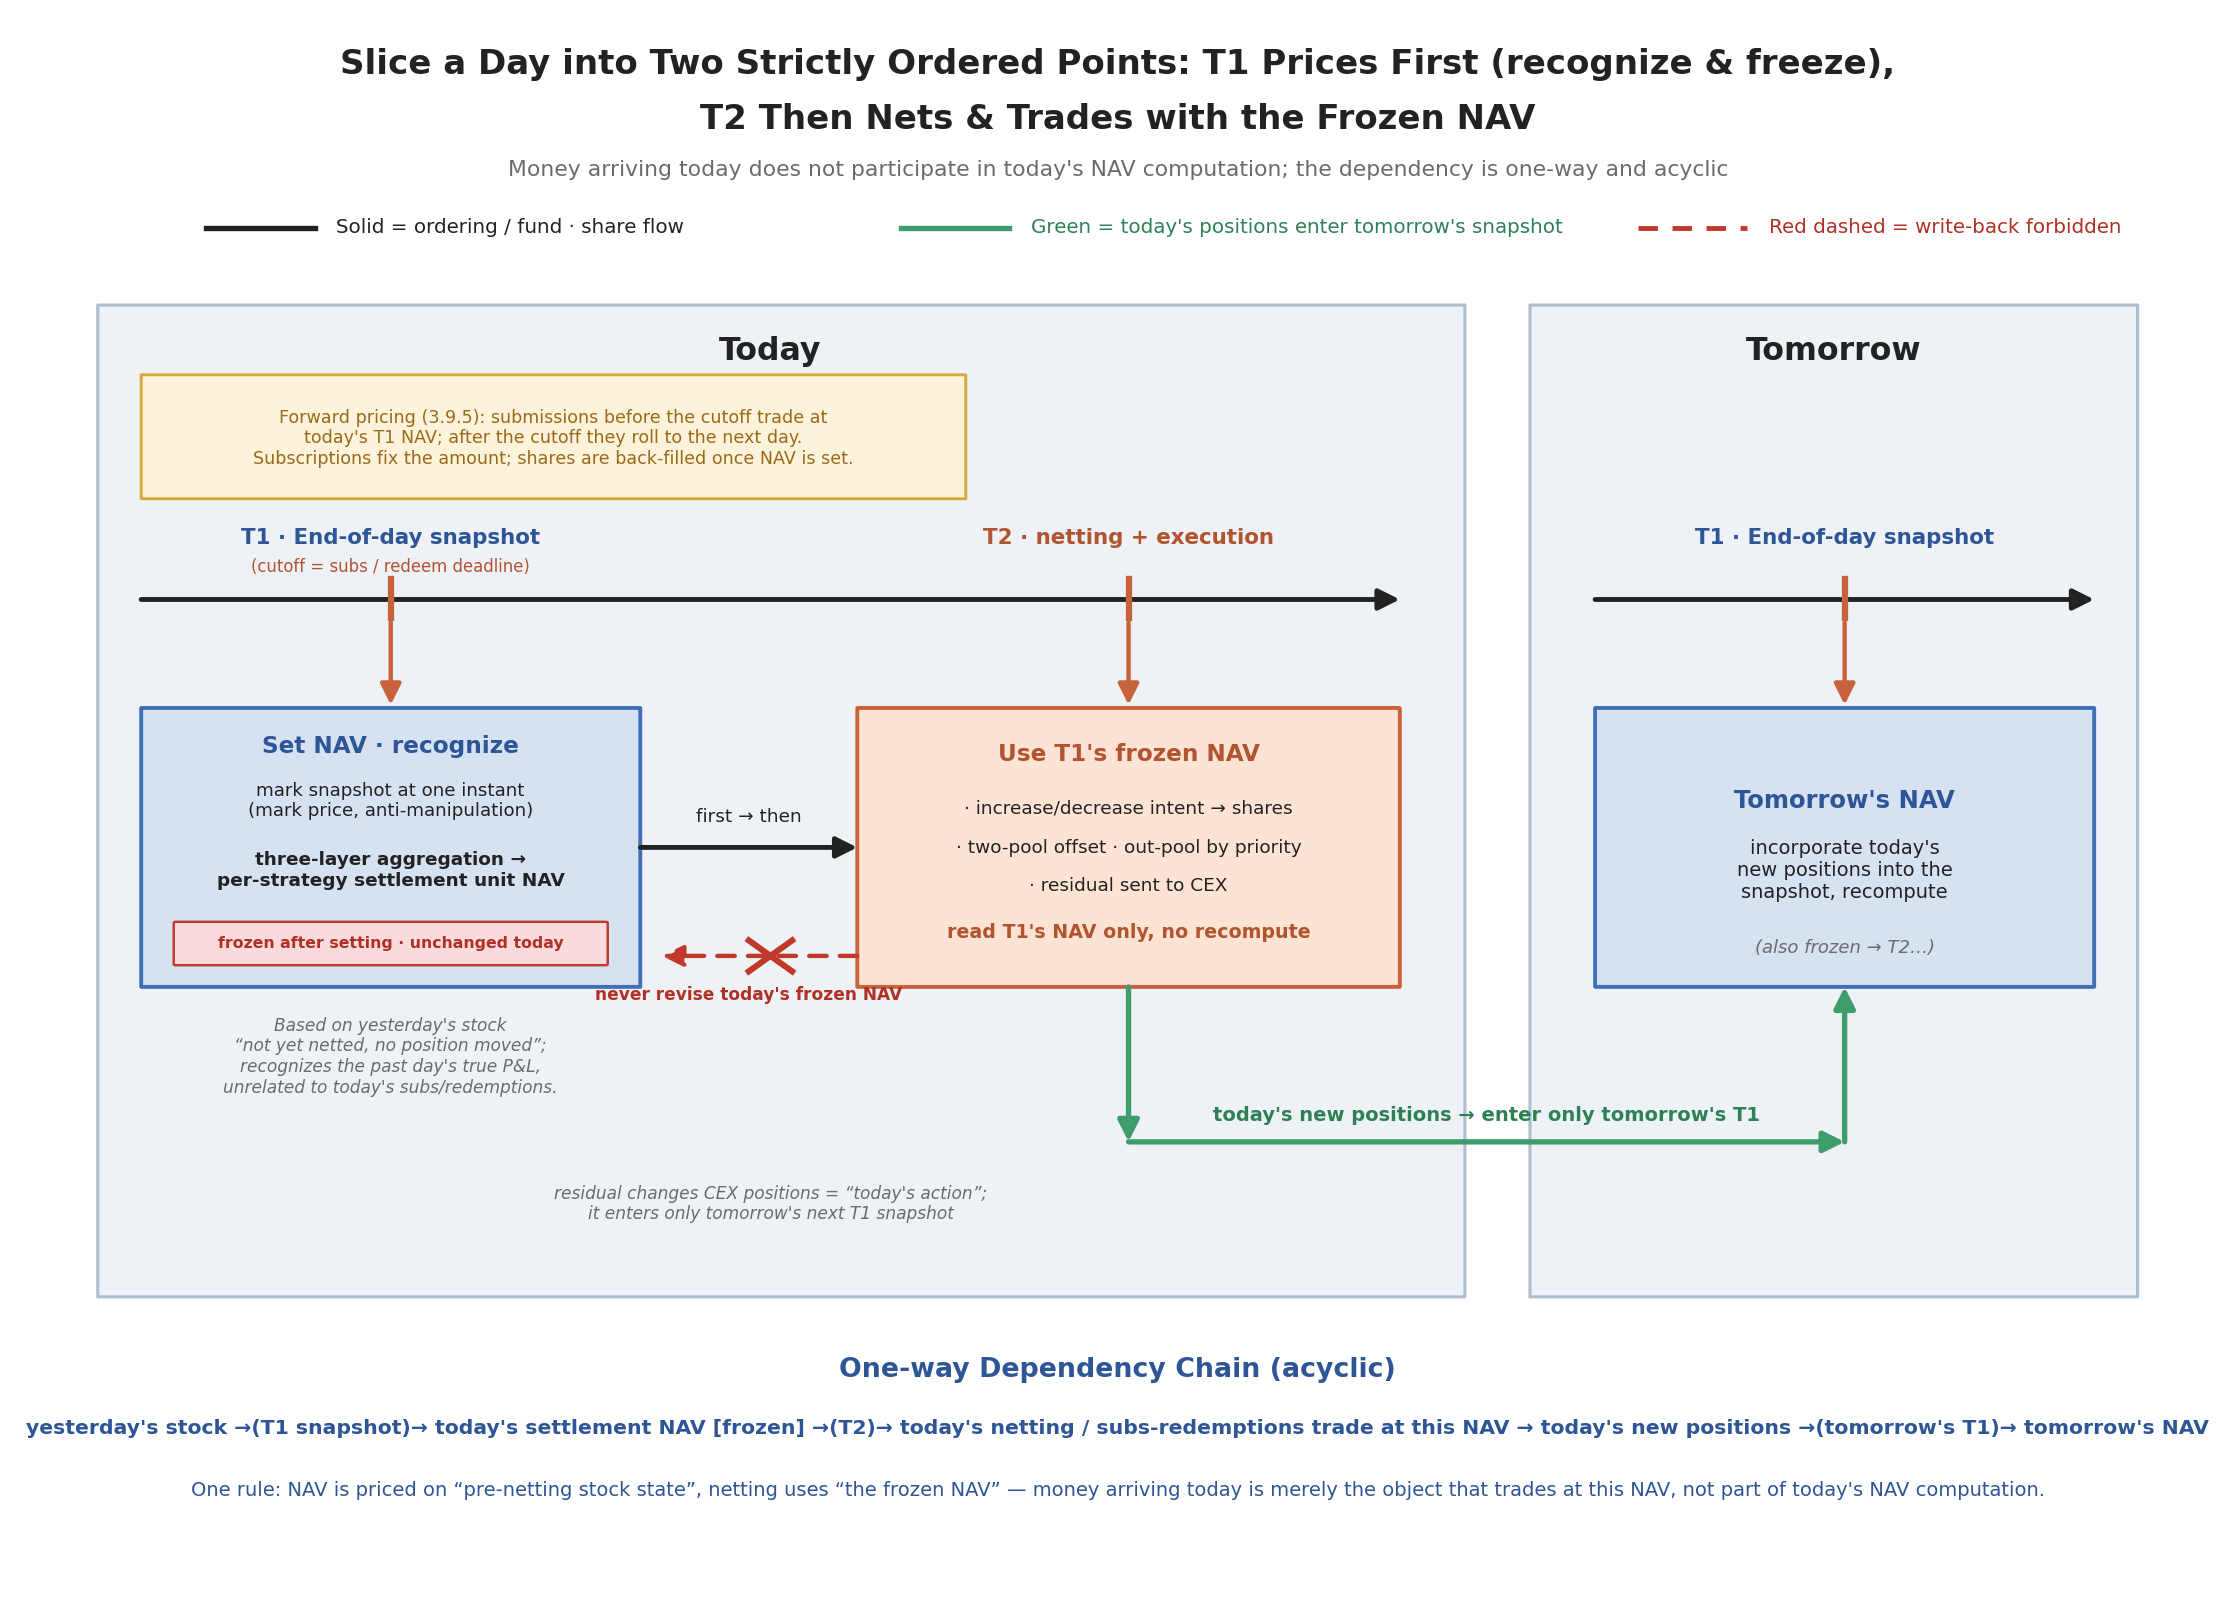 Slice a Day into Two Strictly Ordered Points: T1 Prices First (recognize & freeze),
T2 Then Nets & Trades with the Frozen NAV
Money arriving today does not participate in today's NAV computation; the dependency is one-way and acyclic
Solid = ordering / fund · share flow
Green = today's positions enter tomorrow's snapshot
Red dashed = write-back forbidden
Today
Tomorrow
Forward pricing (3.9.5): submissions before the cutoff trade at
today's T1 NAV; after the cutoff they roll to the next day.
Subscriptions fix the amount; shares are back-filled once NAV is set.
T1 · End-of-day snapshot
(cutoff = subs / redeem deadline)
T2 · netting + execution
T1 · End-of-day snapshot
Set NAV · recognize
mark snapshot at one instant
(mark price, anti-manipulation)
three-layer aggregation →
per-strategy settlement unit NAV
frozen after setting · unchanged today
first → then
Use T1's frozen NAV
· increase/decrease intent → shares
· two-pool offset · out-pool by priority
· residual sent to CEX
read T1's NAV only, no recompute
never revise today's frozen NAV
Tomorrow's NAV
incorporate today's
new positions into the
snapshot, recompute
(also frozen → T2…)
Based on yesterday's stock
“not yet netted, no position moved”;
recognizes the past day's true P&L,
unrelated to today's subs/redemptions.
today's new positions → enter only tomorrow's T1
residual changes CEX positions = “today's action”;
it enters only tomorrow's next T1 snapshot
One-way Dependency Chain (acyclic)
yesterday's stock →(T1 snapshot)→ today's settlement NAV [frozen] →(T2)→ today's netting / subs-redemptions trade at this NAV → today's new positions →(tomorrow's T1)→ tomorrow's NAV
One rule: NAV is priced on “pre-netting stock state”, netting uses “the frozen NAV” — money arriving today is merely the object that trades at this NAV, not part of today's NAV computation.